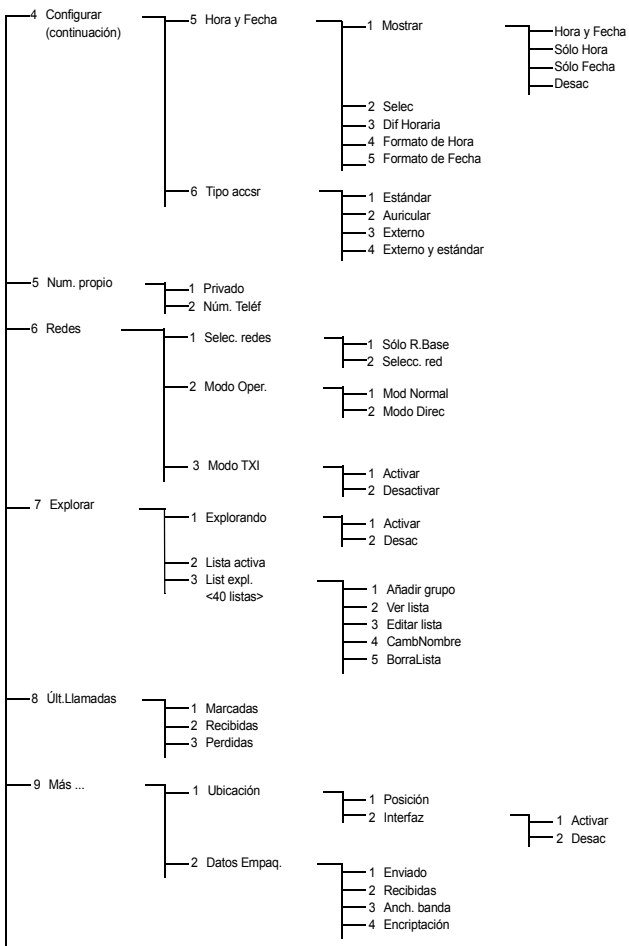 4 Configurar
(continuación)
5 Hora y Fecha
1 Mostrar
Hora y Fecha
Sólo Hora
Sólo Fecha
Desac
2 Selec
3 Dif Horaria
4 Formato de Hora
5 Formato de Fecha
6 Tipo accsr
1 Estándar
2 Auricular
3 Externo
4 Externo y estándar
5 Num. propio
1 Privado
2 Núm. Teléf
6 Redes
1 Selec. redes
1 Sólo R.Base
2 Selecc. red
2 Modo Oper.
1 Mod Normal
2 Modo Direc
3 Modo TXI
1 Activar
2 Desactivar
7 Explorar
1 Explorando
1 Activar
2 Desac
2 Lista activa
3 List expl.
<40 listas>
1 Añadir grupo
2 Ver lista
3 Editar lista
4 CambNombre
5 BorraLista
8 Últ.Llamadas
1 Marcadas
2 Recibidas
3 Perdidas
9 Más ...
1 Ubicación
1 Posición
2 Interfaz
1 Activar
2 Desac
2 Datos Empaq.
1 Enviado
2 Recibidas
3 Anch. banda
4 Encriptación